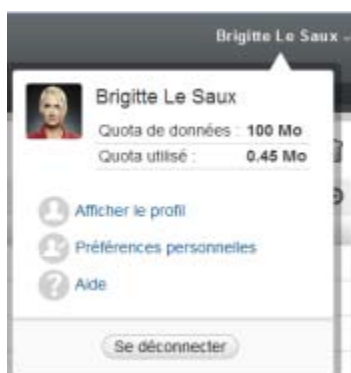 Brigitte Le Saux
Brigitte Le Saux
Quota de données : 100 Mo
Quota utilisé : 0.45 Mo
Afficher le profil
Préférences personnelles
Aide
Se déconnecter